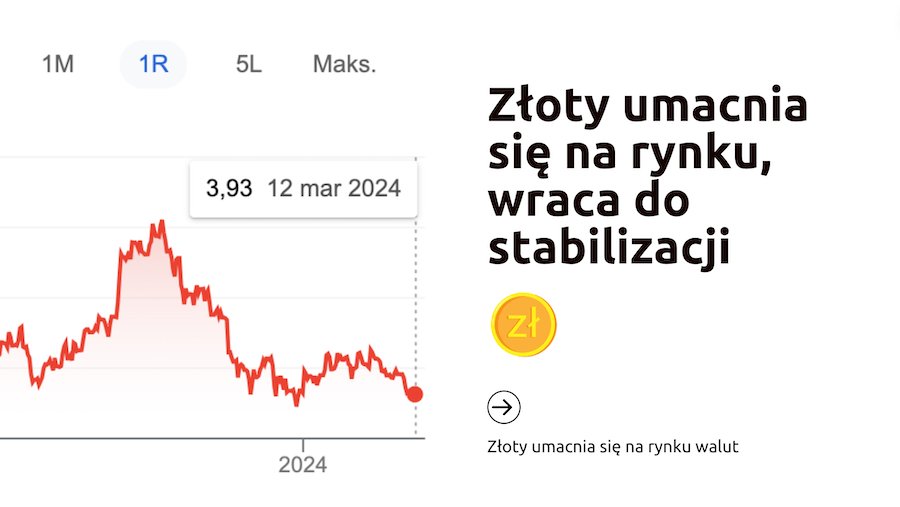 1M 1R 5L Maks.
3,93 12 mar 2024
2024
Złoty umacnia
się na rynku,
wraca do
stabilizacji
zł
Złoty umacnia się na rynku walut